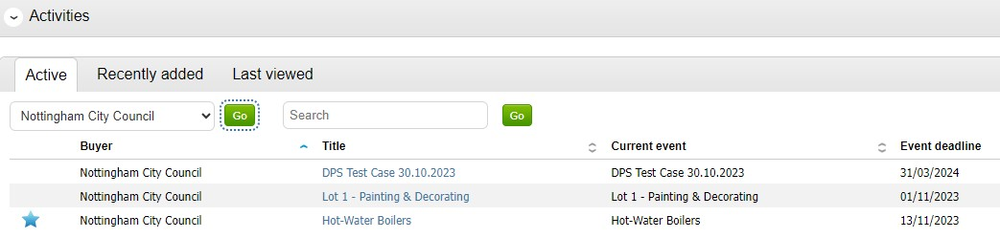 Activities
Active Recently added Last viewed
Nottingham City Council Go Search Go
Buyer Title Current event Event deadline
Nottingham City Council DPS Test Case 30.10.2023 DPS Test Case 30.10.2023 31/03/2024
Nottingham City Council Lot 1 - Painting & Decorating Lot 1 - Painting & Decorating 01/11/2023
Nottingham City Council Hot-Water Boilers Hot-Water Boilers 13/11/2023